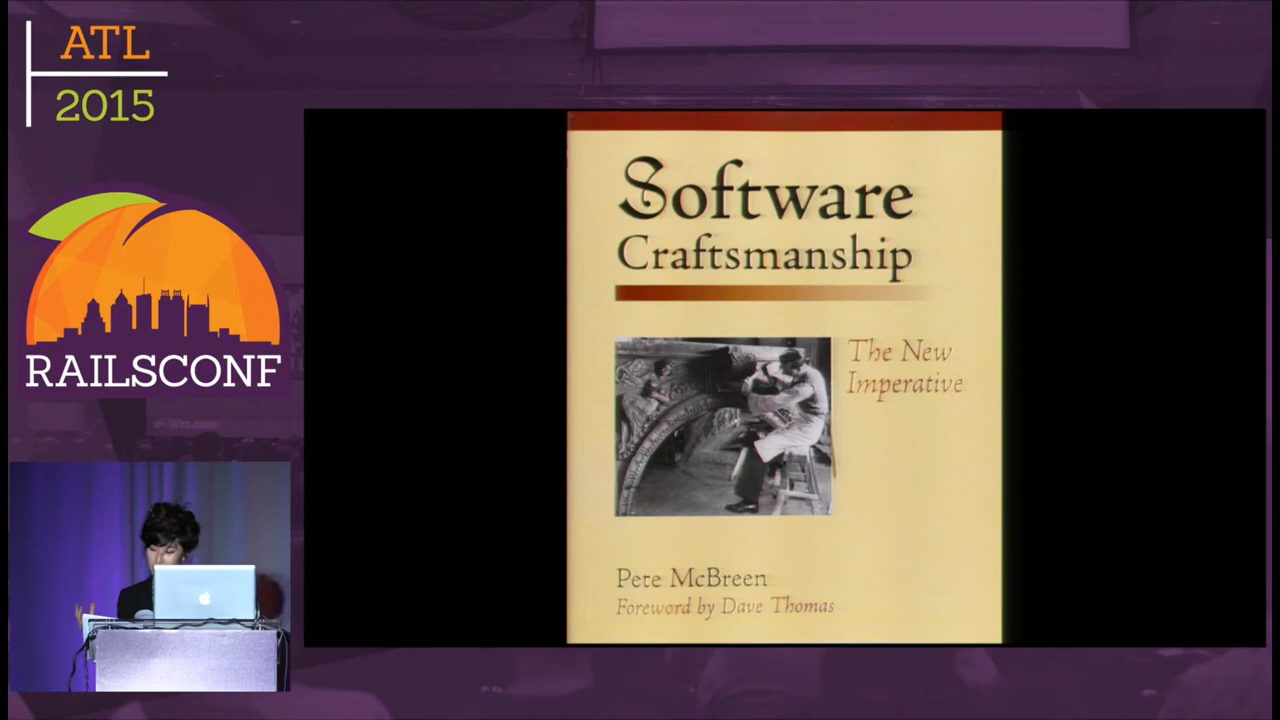 ATL
2015
RAILSCONF
Software
Craftsmanship
The New
Imperative
Pete McBreen
Foreword by Dave Thomas